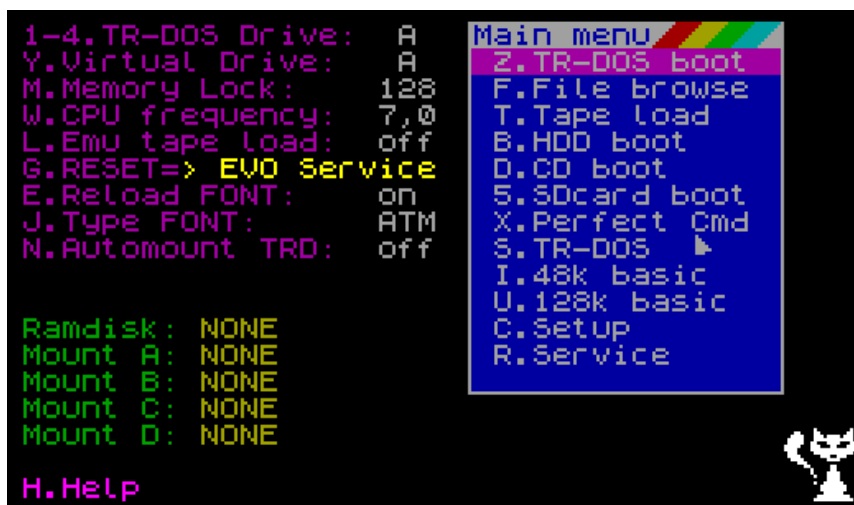 1-4.TR-DOS Drive: A
Y.Virtual Drive: A
M.Memory Lock: 128
W.CPU frequency: 7,0
L.Emu tape load: off
G.RESET=> EVO Service
E.Reload FONT: on
J.Type FONT: ATM
N.Automount TRD: off
Ramdisk: NONE
Mount A: NONE
Mount B: NONE
Mount C: NONE
Mount D: NONE
H.Help
Main menu
Z.TR-DOS boot
F.File browse
T.Tape load
B.HDD boot
D.CD boot
5.SDcard boot
X.Perfect Cmd
S.TR-DOS
I.48k basic
U.128k basic
C.Setup
R.Service